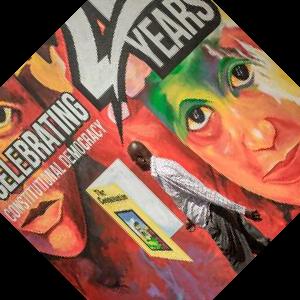 YEARS
CELEBRATING
CONSTITUTIONAL DEMOCRACY
The Constitution